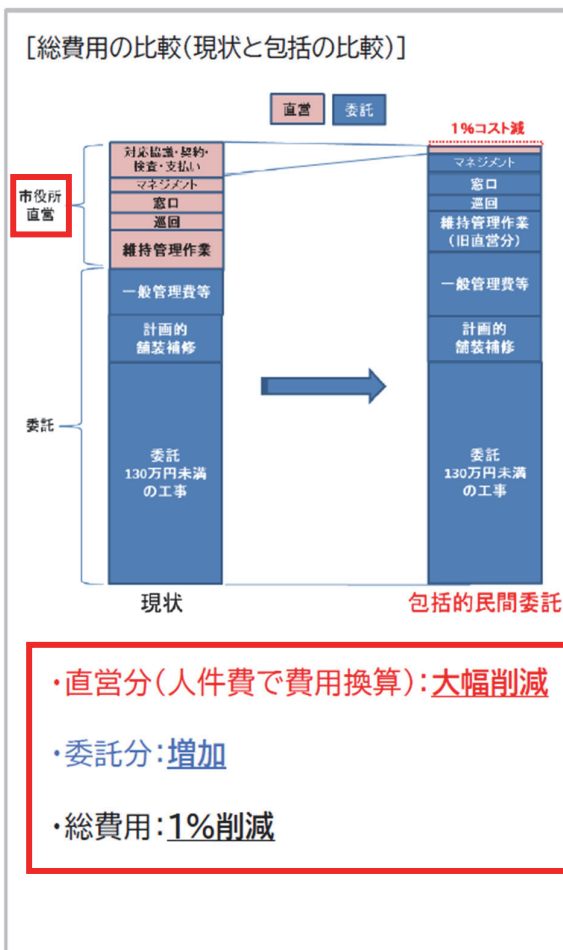 [総費用の比較(現状と包括の比較)]
直営
委託
1%コスト減
市役所
直営
対応協議・契約・
検査・支払い
マネジメント
窓口
巡回
維持管理作業
一般管理費等
計画的
舗装補修
委託
委託
130万円未満
の工事
現状
マネジメント
窓口
巡回
維持管理作業
(旧直営分)
一般管理費等
計画的
舗装補修
委託
130万円未満
の工事
包括的民間委託
・直営分(人件費で費用換算):大幅削減
・委託分:増加
・総費用:1%削減